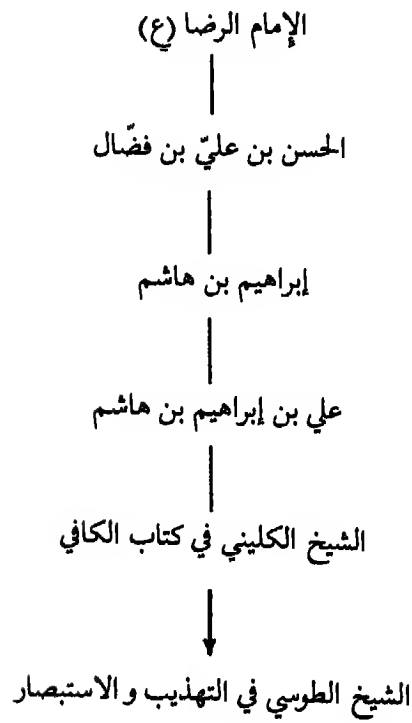 الإمام الرضا (ع)
الحسن بن عليّ بن فضّال
إبراهيم بن هاشم
علي بن إبراهيم بن هاشم
الشيخ الكليني في كتاب الكافي
الشيخ الطوسي في التهذيب و الاستبصار